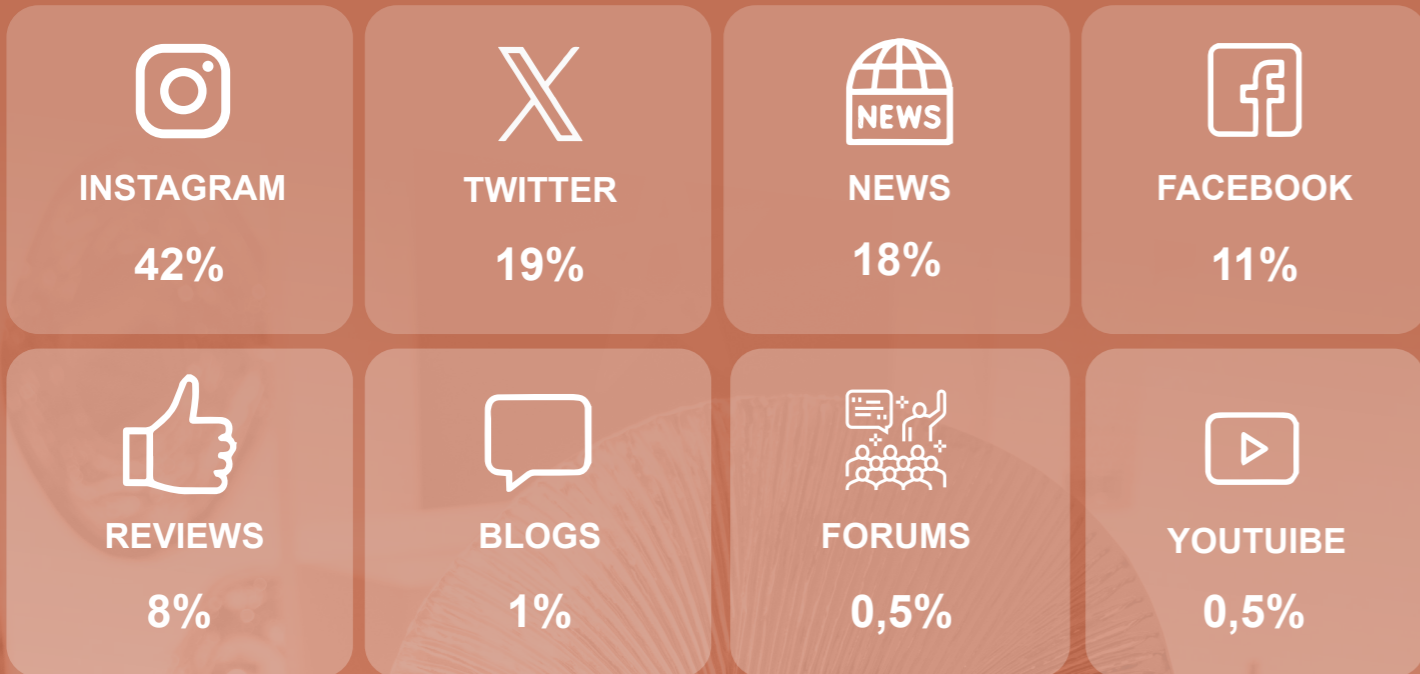 NEWS
INSTAGRAM
TWITTER
NEWS
FACEBOOK
42%
19%
18%
11%
REVIEWS
BLOGS
FORUMS
YOUTUIBE
8%
1%
0,5%
0,5%